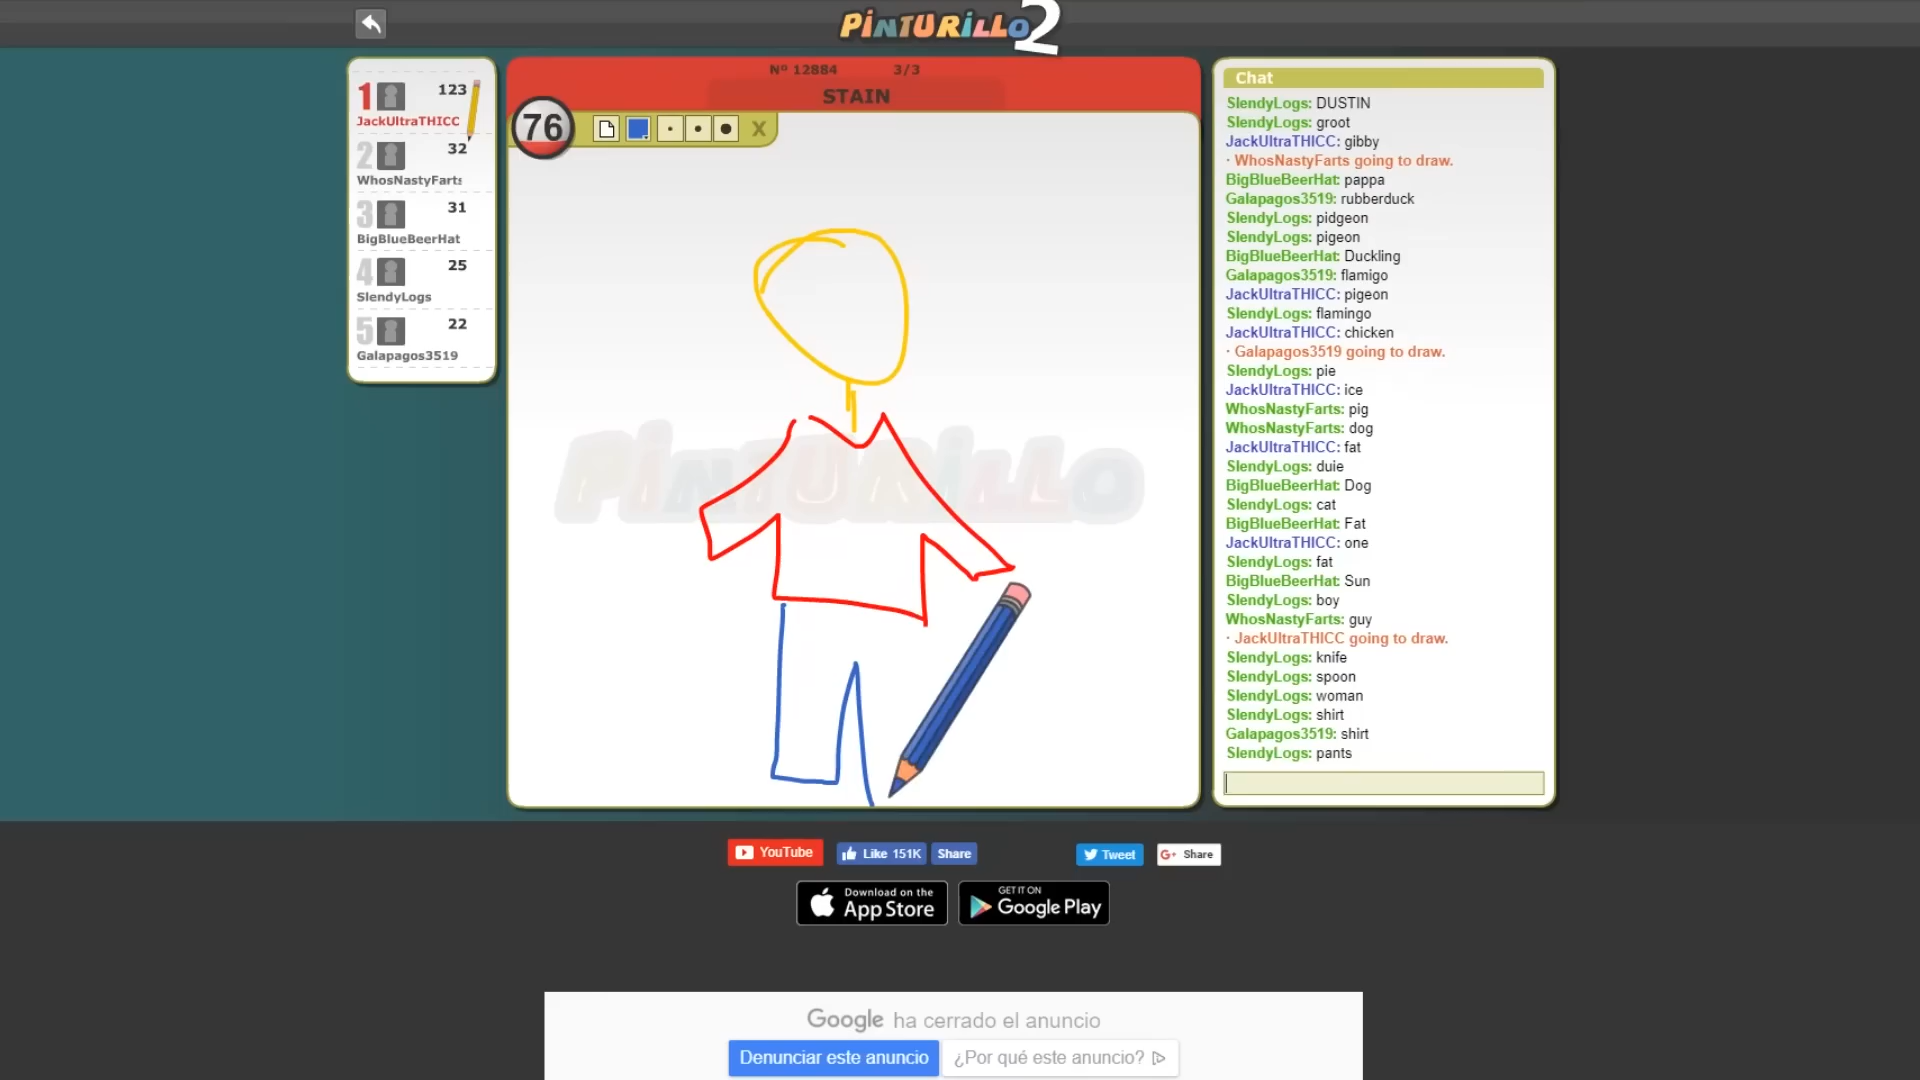 PINTURILLO 2
1 123
JackUltraTHICC
2 32
WhosNastyFarts
3 31
BigBlueBeerHat
4 25
SlendyLogs
5 22
Galapagos3519
Nº 12884 3/3
STAIN
76
X
PINTURILLO
Chat
SlendyLogs: DUSTIN
SlendyLogs: groot
JackUltraTHICC: gibby
· WhosNastyFarts going to draw.
BigBlueBeerHat: pappa
Galapagos3519: rubberduck
SlendyLogs: pidgeon
SlendyLogs: pigeon
BigBlueBeerHat: Duckling
Galapagos3519: flamigo
JackUltraTHICC: pigeon
SlendyLogs: flamingo
JackUltraTHICC: chicken
· Galapagos3519 going to draw.
SlendyLogs: pie
JackUltraTHICC: ice
WhosNastyFarts: pig
WhosNastyFarts: dog
JackUltraTHICC: fat
SlendyLogs: duie
BigBlueBeerHat: Dog
SlendyLogs: cat
BigBlueBeerHat: Fat
JackUltraTHICC: one
SlendyLogs: fat
BigBlueBeerHat: Sun
SlendyLogs: boy
WhosNastyFarts: guy
· JackUltraTHICC going to draw.
SlendyLogs: knife
SlendyLogs: spoon
SlendyLogs: woman
SlendyLogs: shirt
Galapagos3519: shirt
SlendyLogs: pants
YouTube Like 151K Share Tweet G+ Share
Download on the
App Store
GET IT ON
Google Play
Google ha cerrado el anuncio
Denunciar este anuncio ¿Por qué este anuncio?